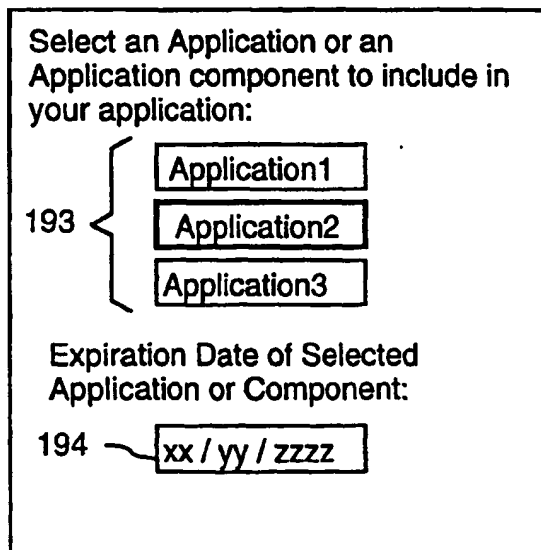 Select an Application or an
Application component to include in
your application:
Application1
193
Application2
Application3
Expiration Date of Selected
Application or Component:
194
xx / yy / zzzz